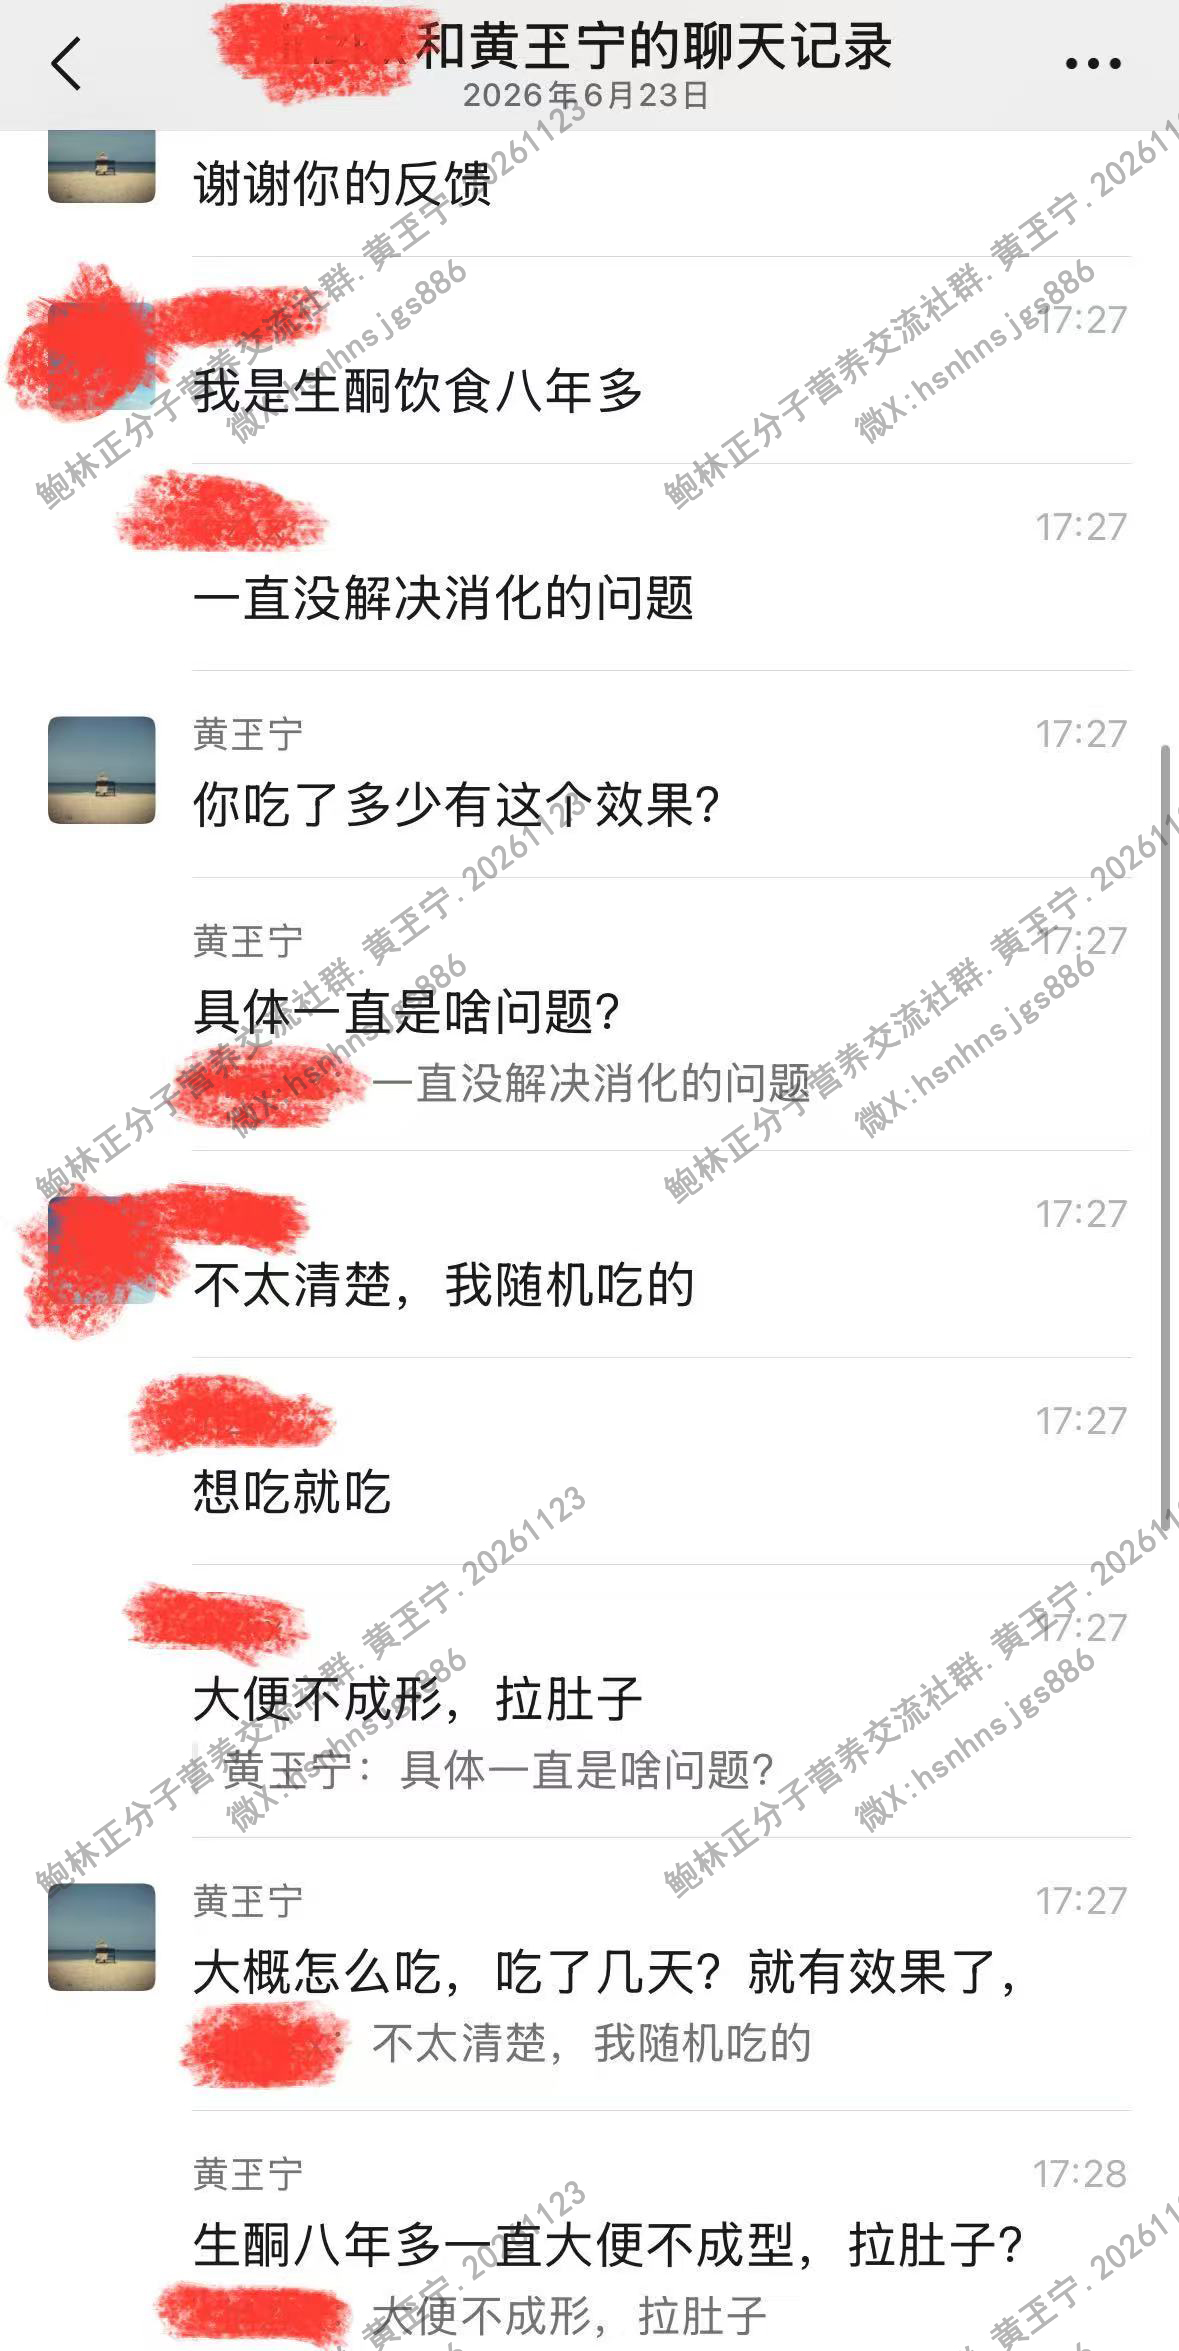 和黄王宁的聊天记录
2026年6月23日
谢谢你的反馈
17:27
我是生酮饮食八年多
17:27
一直没解决消化的问题
黄王宁
17:27
你吃了多少有这个效果?
黄王宁
17:27
具体一直是啥问题?
一直没解决消化的问题
17:27
不太清楚，我随机吃的
17:27
想吃就吃
17:27
大便不成形，拉肚子
黄玉宁：具体一直是啥问题?
黄王宁
17:27
大概怎么吃，吃了几天？就有效果了，
不太清楚，我随机吃的
黄王宁
17:28
生酮八年多一直大便不成型，拉肚子?
大便不成形，拉肚子
鲍林正分子营养交流社群.黄王宁.20261123
微X:hsnhnsjgs886